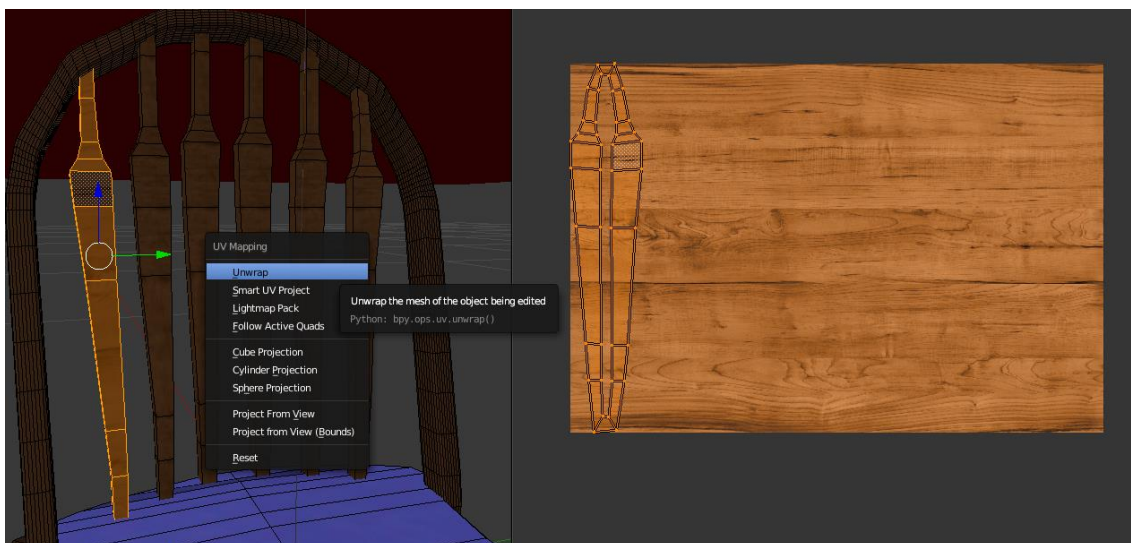 UV Mapping
Unwrap
Smart UV Project
Lightmap Pack
Follow Active Quads
Cube Projection
Cylinder Projection
Sphere Projection
Project From View
Project from View (Bounds)
Reset
Unwrap the mesh of the object being edited
Python: bpy.ops.uv.unwrap()